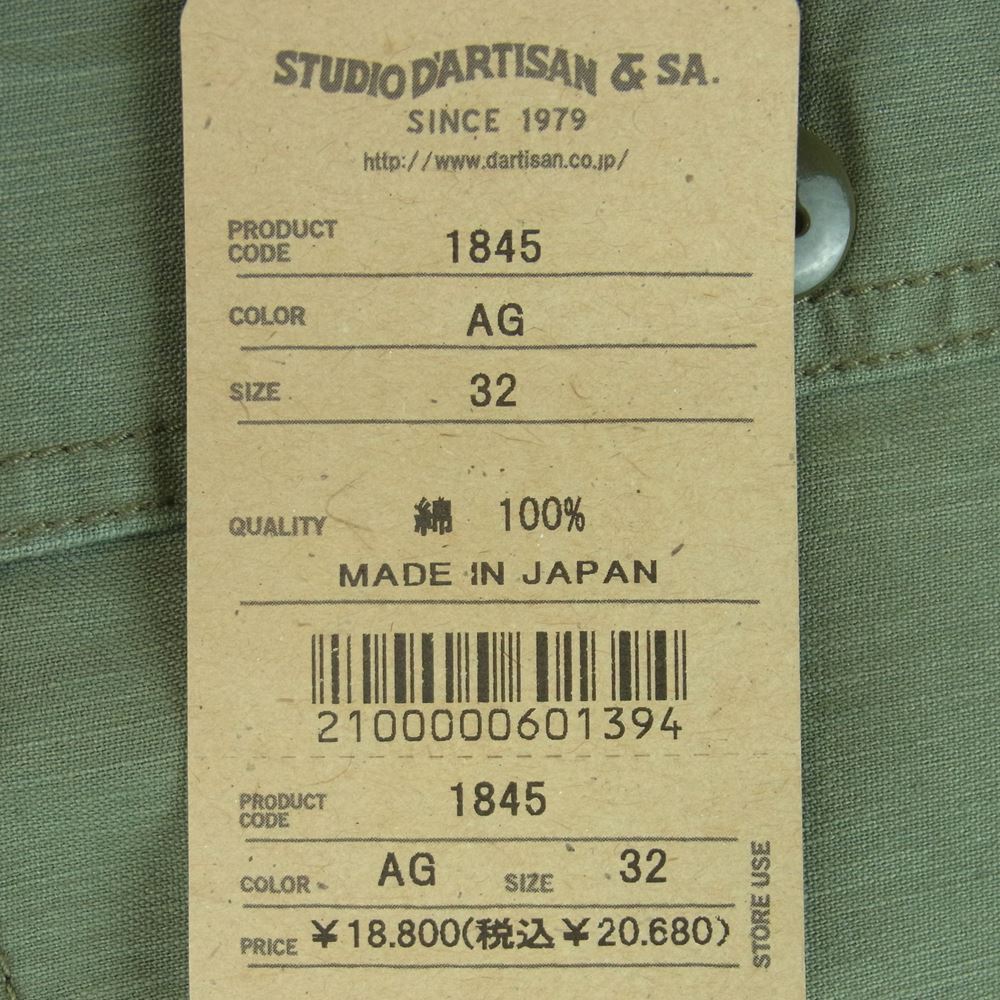 STUDIO D'ARTISAN & SA.
SINCE 1979
http://www.dartisan.co.jp/
PRODUCT CODE 1845
COLOR AG
SIZE 32
QUALITY 綿 100%
MADE IN JAPAN
2100000601394
PRODUCT CODE 1845
COLOR AG SIZE 32
PRICE ¥18.800(税込¥20.680)
STORE USE